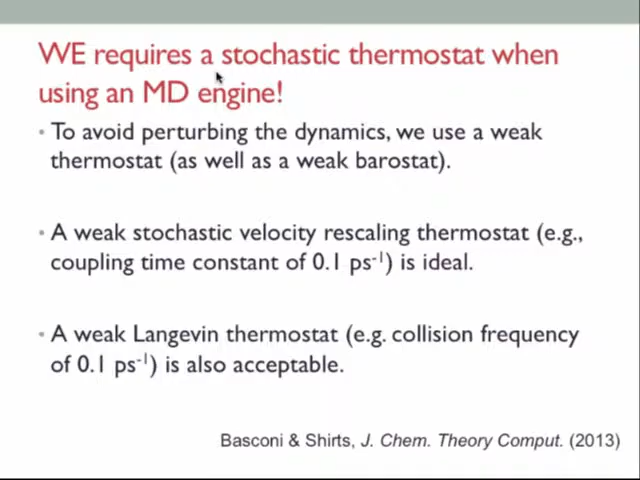 WE requires a stochastic thermostat when
using an MD engine!
• To avoid perturbing the dynamics, we use a weak
thermostat (as well as a weak barostat).
• A weak stochastic velocity rescaling thermostat (e.g.,
coupling time constant of 0.1 ps⁻¹) is ideal.
• A weak Langevin thermostat (e.g. collision frequency
of 0.1 ps⁻¹) is also acceptable.
Basconi & Shirts, J. Chem. Theory Comput. (2013)